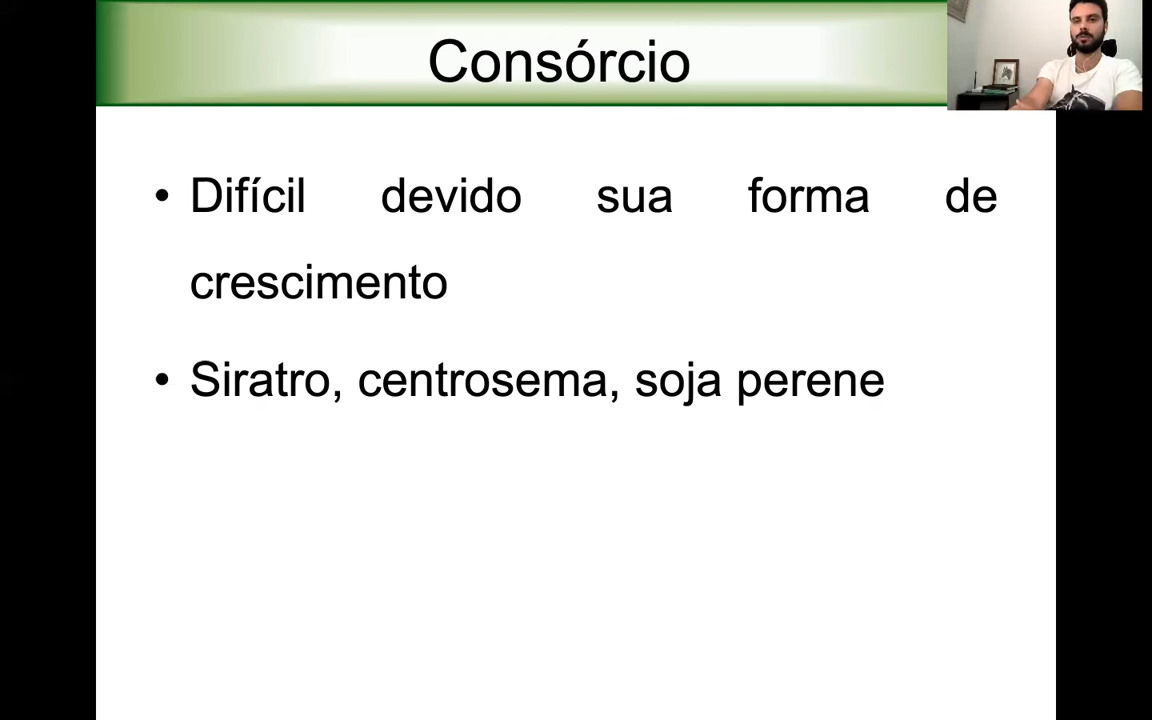 Consórcio
• Difícil devido sua forma de
crescimento
• Siratro, centrosema, soja perene